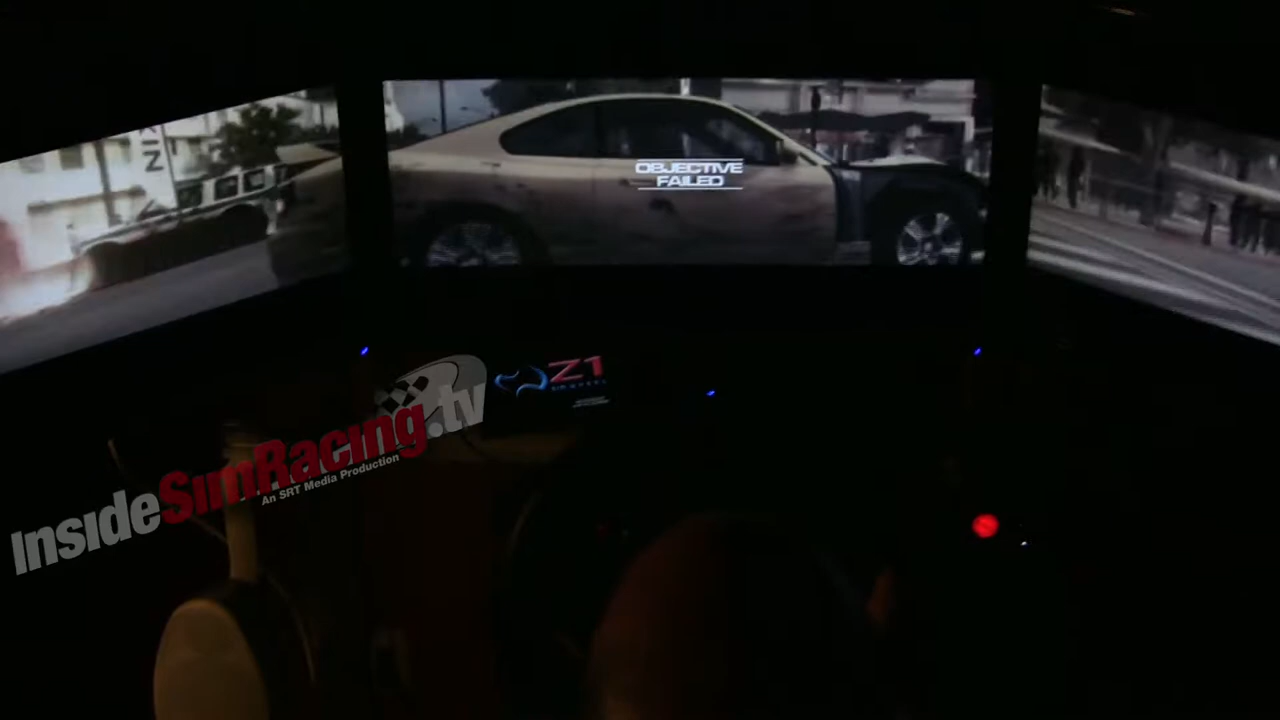 OBJECTIVE
FAILED
Z1
InsideSimRacing.tv
An SRT Media Production